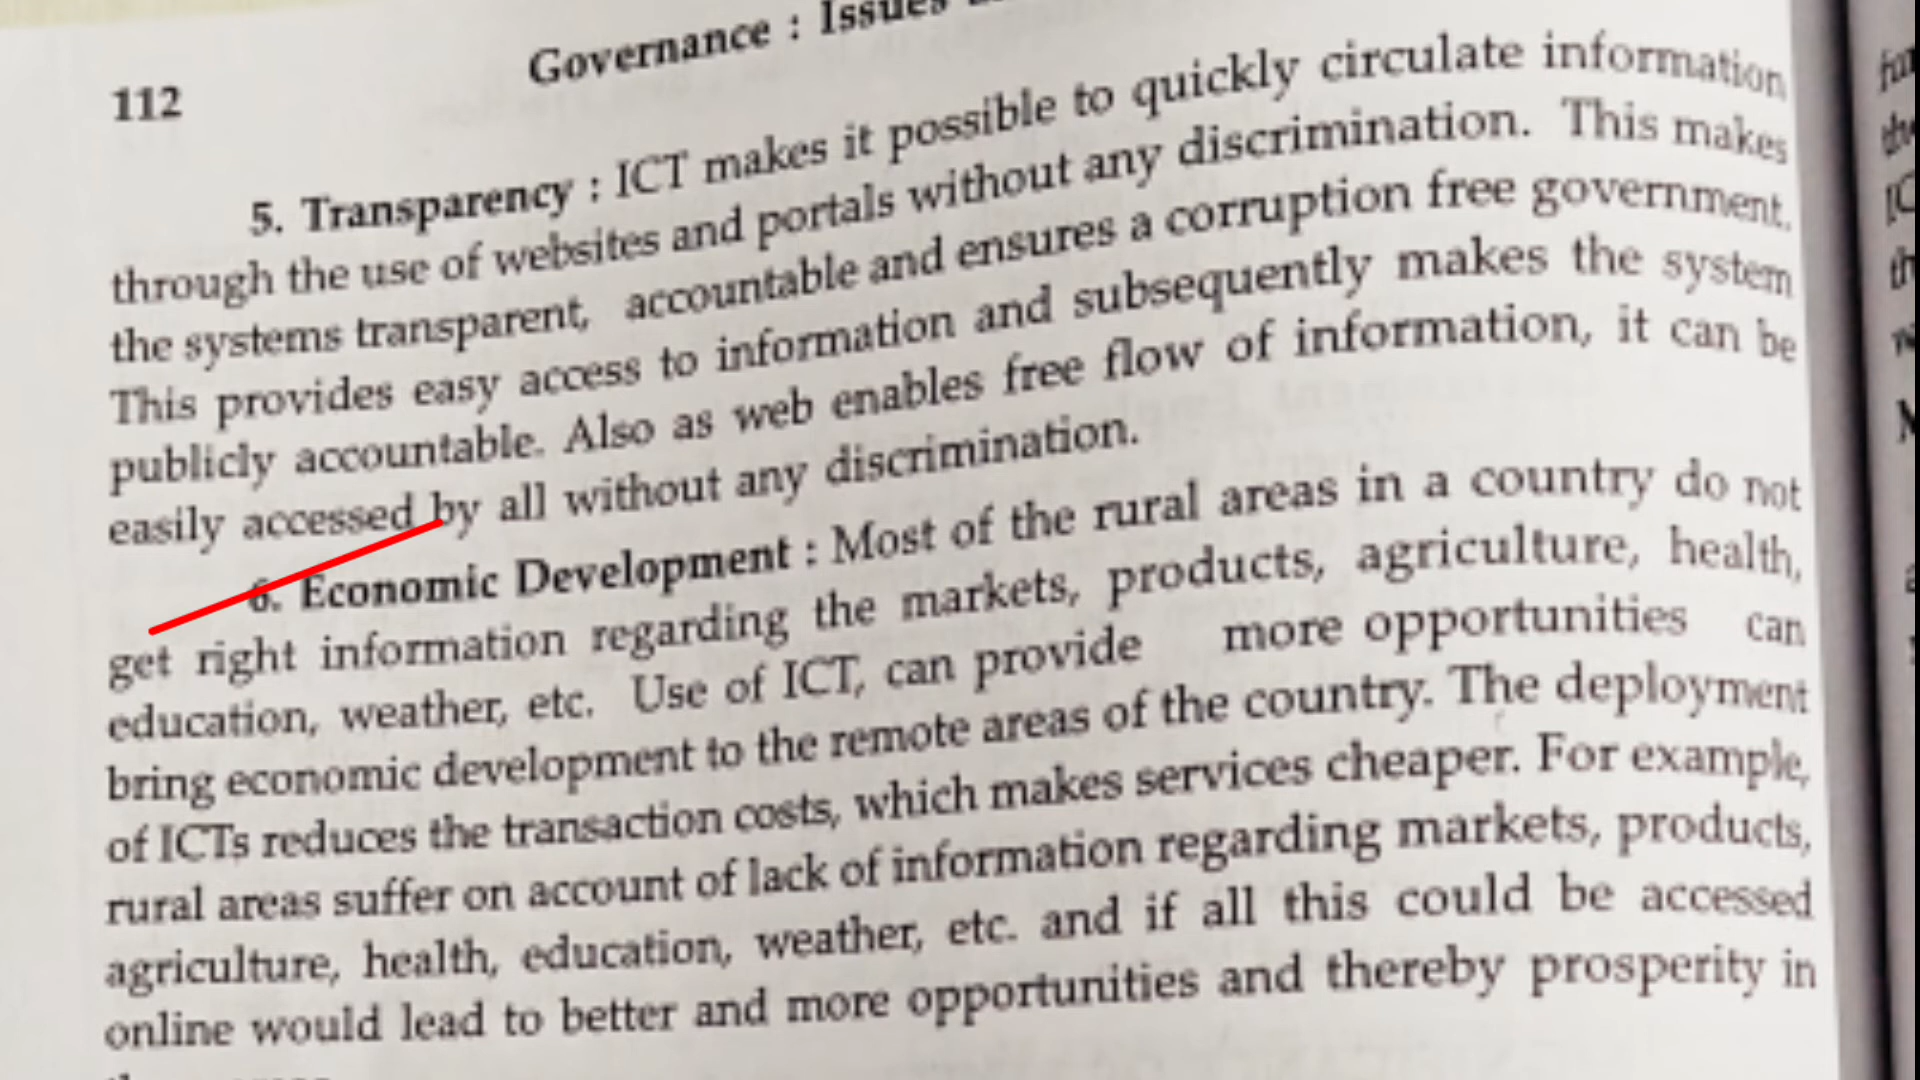 Governance : Issues
112
5. Transparency : ICT makes it possible to quickly circulate information
through the use of websites and portals without any discrimination. This makes
the systems transparent, accountable and ensures a corruption free government.
This provides easy access to information and subsequently makes the system
publicly accountable. Also as web enables free flow of information, it can be
easily accessed by all without any discrimination.
6. Economic Development : Most of the rural areas in a country do not
get right information regarding the markets, products, agriculture, health,
education, weather, etc. Use of ICT, can provide more opportunities can
bring economic development to the remote areas of the country. The deployment
of ICTs reduces the transaction costs, which makes services cheaper. For example,
rural areas suffer on account of lack of information regarding markets, products,
agriculture, health, education, weather, etc. and if all this could be accessed
online would lead to better and more opportunities and thereby prosperity in